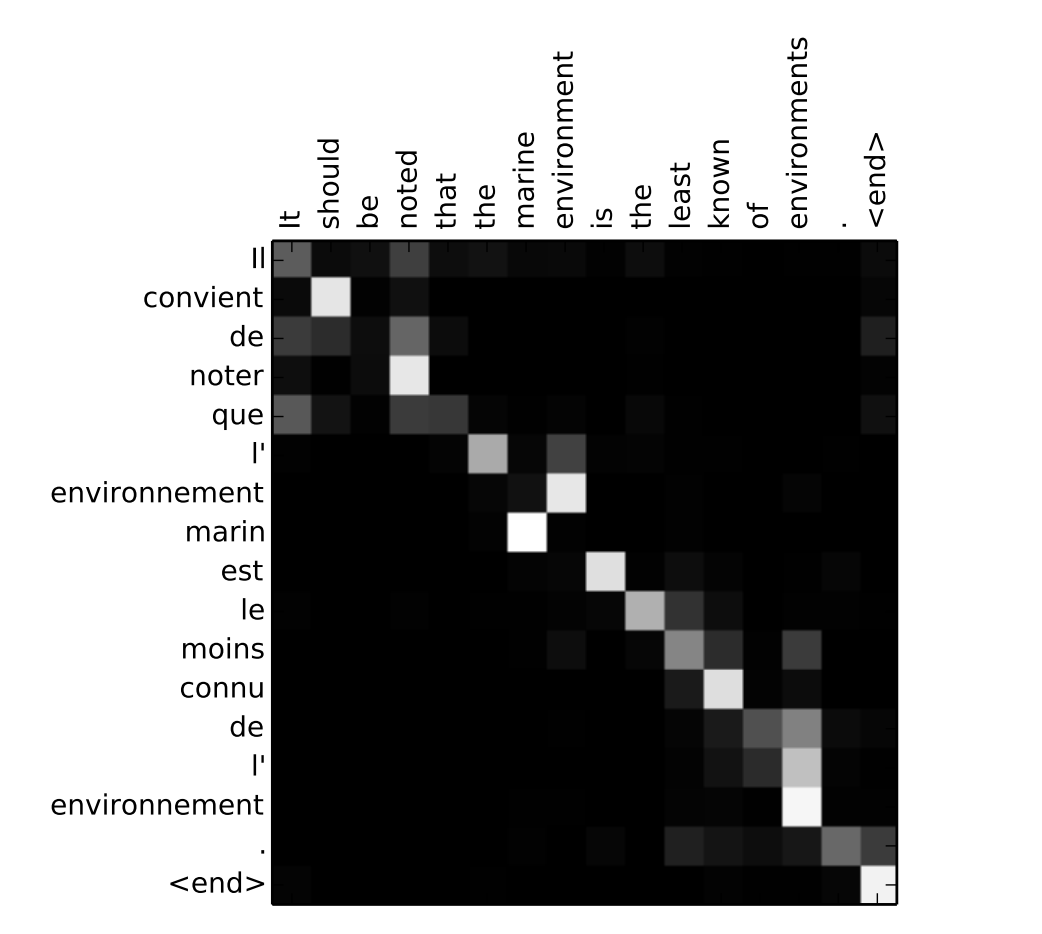 It should be noted that the marine environment is the least known of environments . <end>
Il
convient
de
noter
que
l'
environnement
marin
est
le
moins
connu
de
l'
environnement
.
<end>